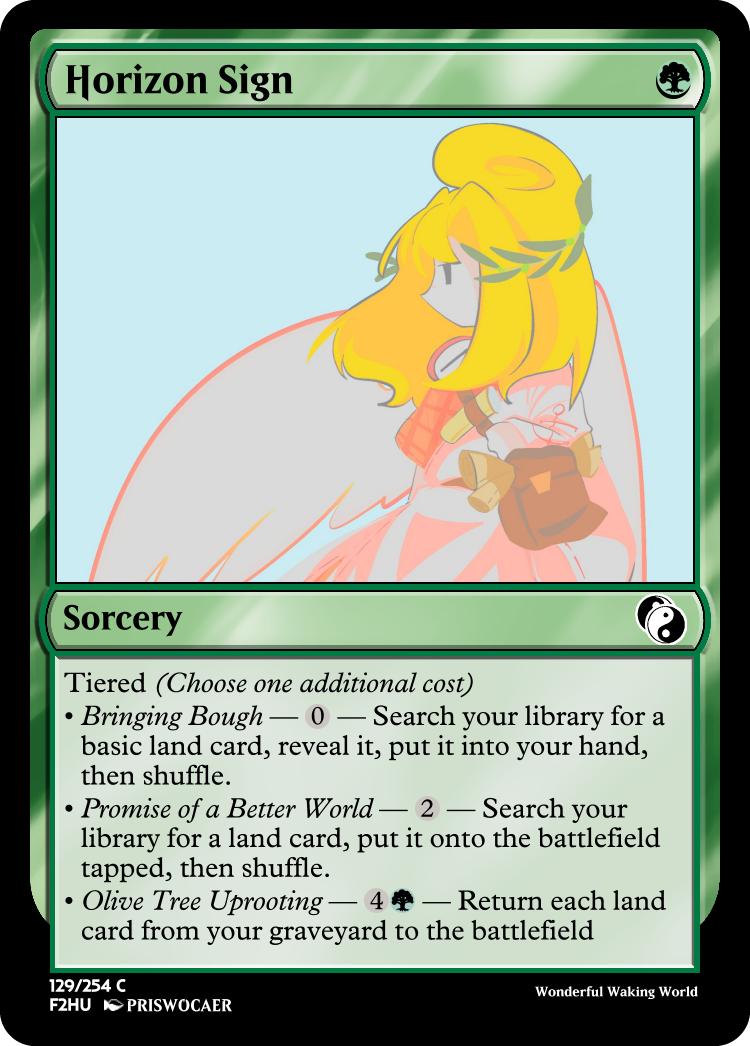 Horizon Sign
Sorcery
Tiered (Choose one additional cost)
• Bringing Bough — 0 — Search your library for a
basic land card, reveal it, put it into your hand,
then shuffle.
• Promise of a Better World — 2 — Search your
library for a land card, put it onto the battlefield
tapped, then shuffle.
• Olive Tree Uprooting — 4 — Return each land
card from your graveyard to the battlefield
129/254 C
F2HU PRISWOCAER
Wonderful Waking World